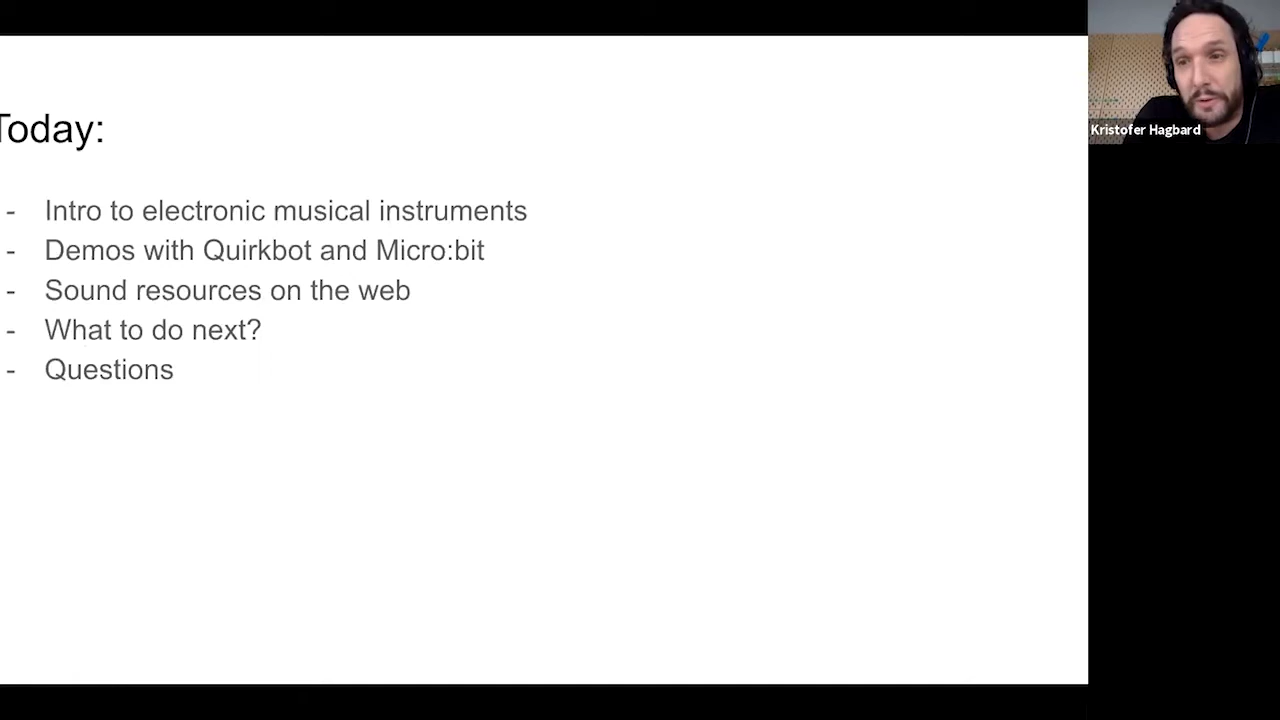 Today:
- Intro to electronic musical instruments
- Demos with Quirkbot and Micro:bit
- Sound resources on the web
- What to do next?
- Questions
Kristofer Hagbard